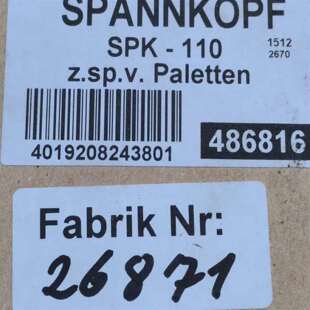 SPANNKOPF
SPK - 110
1512
2670
z.sp.v. Paletten
4019208243801
486816
Fabrik Nr:
26871